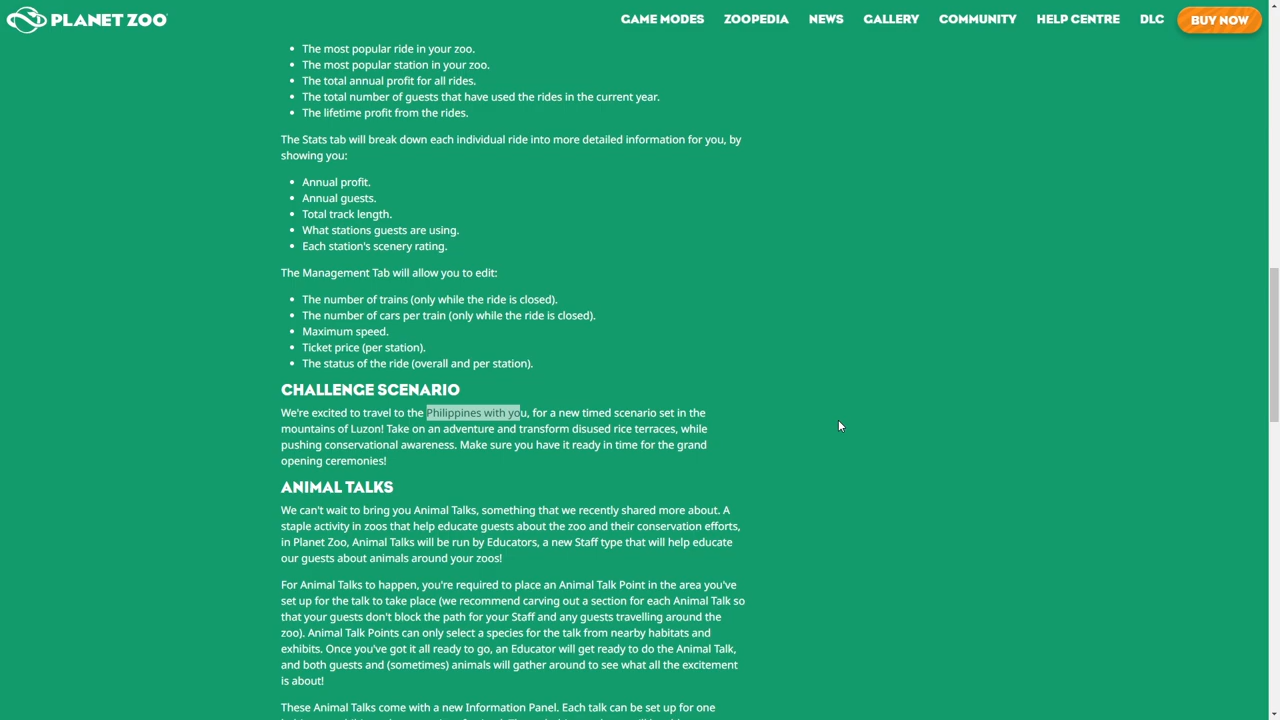 PLANET ZOO
GAME MODES ZOOPEDIA NEWS GALLERY COMMUNITY HELP CENTRE DLC BUY NOW
• The most popular ride in your zoo.
• The most popular station in your zoo.
• The total annual profit for all rides.
• The total number of guests that have used the rides in the current year.
• The lifetime profit from the rides.
The Stats tab will break down each individual ride into more detailed information for you, by
showing you:
• Annual profit.
• Annual guests.
• Total track length.
• What stations guests are using.
• Each station's scenery rating.
The Management Tab will allow you to edit:
• The number of trains (only while the ride is closed).
• The number of cars per train (only while the ride is closed).
• Maximum speed.
• Ticket price (per station).
• The status of the ride (overall and per station).
CHALLENGE SCENARIO
We're excited to travel to the Philippines with you, for a new timed scenario set in the
mountains of Luzon! Take on an adventure and transform disused rice terraces, while
pushing conservational awareness. Make sure you have it ready in time for the grand
opening ceremonies!
ANIMAL TALKS
We can't wait to bring you Animal Talks, something that we recently shared more about. A
staple activity in zoos that help educate guests about the zoo and their conservation efforts,
in Planet Zoo, Animal Talks will be run by Educators, a new Staff type that will help educate
our guests about animals around your zoos!
For Animal Talks to happen, you're required to place an Animal Talk Point in the area you've
set up for the talk to take place (we recommend carving out a section for each Animal Talk so
that your guests don't block the path for your Staff and any guests travelling around the
zoo). Animal Talk Points can only select a species for the talk from nearby habitats and
exhibits. Once you've got it all ready to go, an Educator will get ready to do the Animal Talk,
and both guests and (sometimes) animals will gather around to see what all the excitement
is about!
These Animal Talks come with a new Information Panel. Each talk can be set up for one